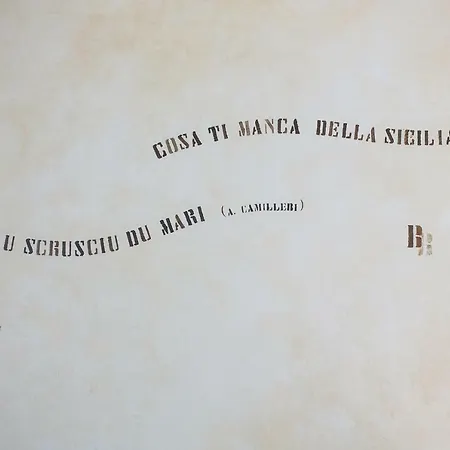 COSA TI MANCA DELLA SICILIA
U SCRUSCIU DU MARI (A. CAMILLERI)
B
B